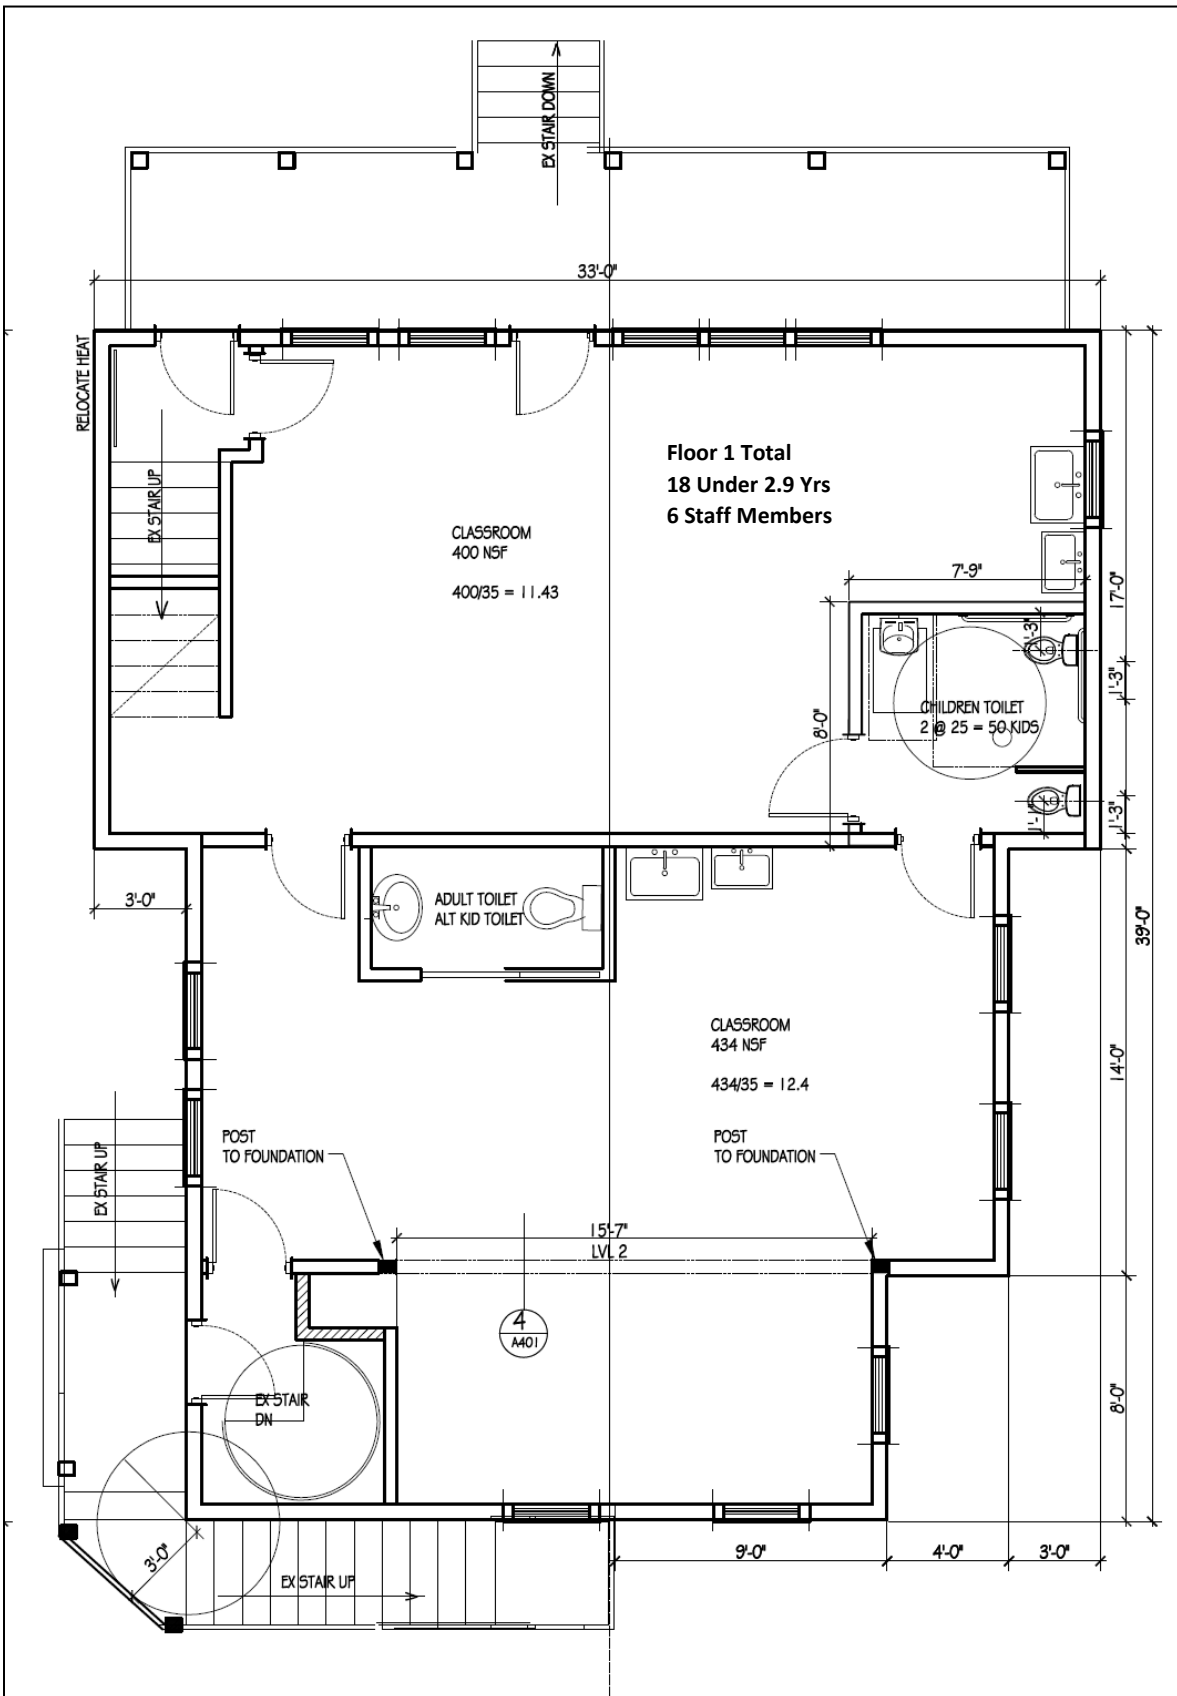 EX STAIR DOWN
33'-0"
RELOCATE HEAT
EX STAIR UP
Floor 1 Total
18 Under 2.9 Yrs
6 Staff Members
CLASSROOM
400 NSF
400/35 = 11.43
7'-9"
17'-0"
1'-3"
1'-3"
8'-0"
CHILDREN TOILET
2 @ 25 = 50 KIDS
1'-1"
1'-3"
3'-0"
ADULT TOILET
ALT KID TOILET
39'-0"
CLASSROOM
434 NSF
434/35 = 12.4
14'-0"
POST
TO FOUNDATION
POST
TO FOUNDATION
EX STAIR UP
15'-7"
LVL 2
4
A401
EX STAIR
DN
8'-0"
3'-0"
9'-0"
4'-0"
3'-0"
EX STAIR UP